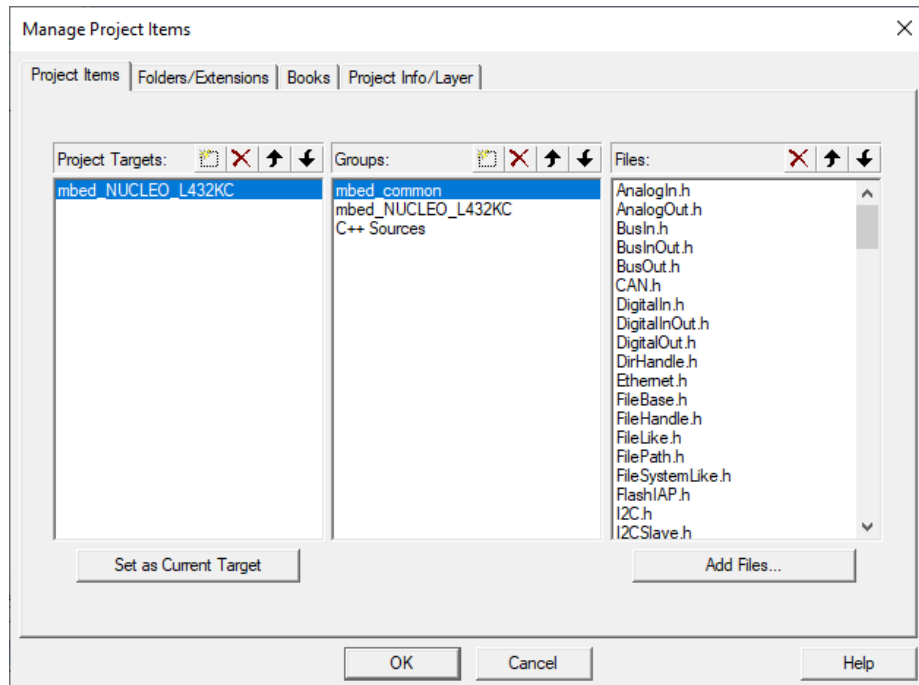 Manage Project Items
Project Items Folders/Extensions Books Project Info/Layer
Project Targets:
mbed_NUCLEO_L432KC
Set as Current Target
Groups:
mbed_common
mbed_NUCLEO_L432KC
C++ Sources
Files:
AnalogIn.h
AnalogOut.h
BusIn.h
BusInOut.h
BusOut.h
CAN.h
DigitalIn.h
DigitalInOut.h
DigitalOut.h
DirHandle.h
Ethernet.h
FileBase.h
FileHandle.h
FileLike.h
FilePath.h
FileSystemLike.h
FlashIAP.h
I2C.h
I2CSlave.h
Add Files...
OK Cancel Help